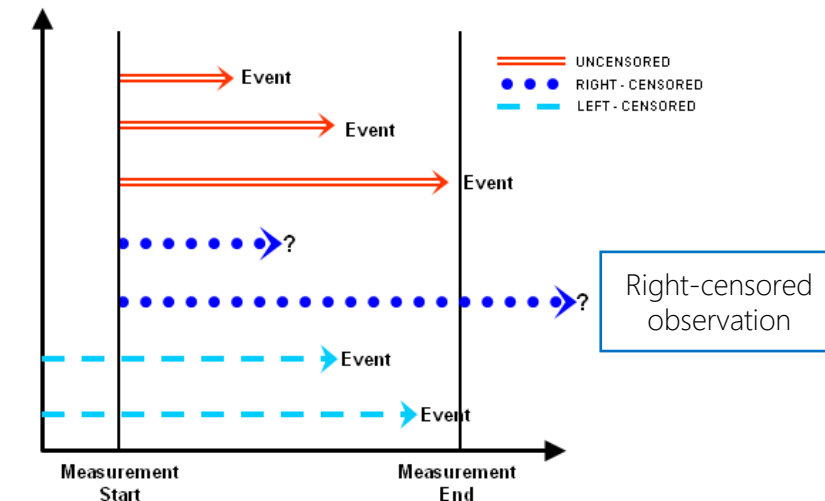 Event
UNCENSORED
RIGHT - CENSORED
LEFT - CENSORED
Event
Event
?
?
Right-censored
observation
Event
Event
Measurement
Start
Measurement
End